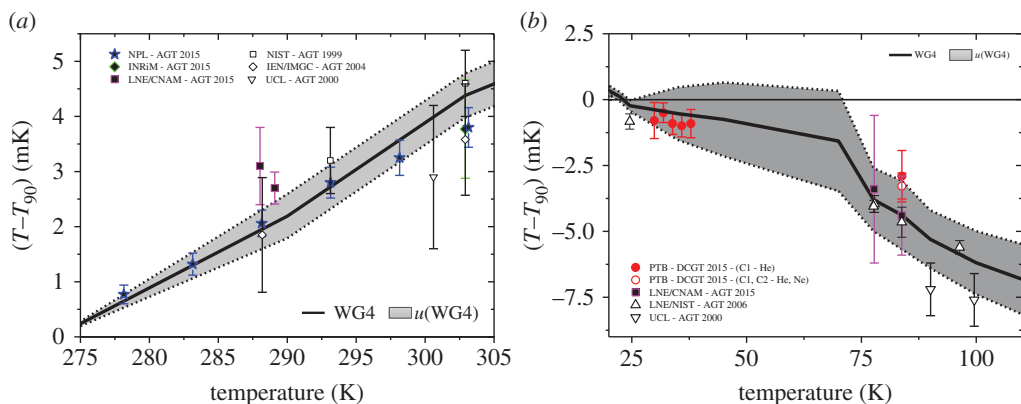 (a)
NPL - AGT 2015
INRiM - AGT 2015
LNE/CNAM - AGT 2015
NIST - AGT 1999
IEN/IMGC - AGT 2004
UCL - AGT 2000
5
4
3
2
1
0
(T–T90) (mK)
WG4
u(WG4)
275 280 285 290 295 300 305
temperature (K)
(b)
WG4
u(WG4)
2.5
0
–2.5
–5.0
–7.5
(T–T90) (mK)
PTB - DCGT 2015 - (C1 - He)
PTB - DCGT 2015 - (C1, C2 - He, Ne)
LNE/CNAM - AGT 2015
LNE/NIST - AGT 2006
UCL - AGT 2000
25 50 75 100
temperature (K)